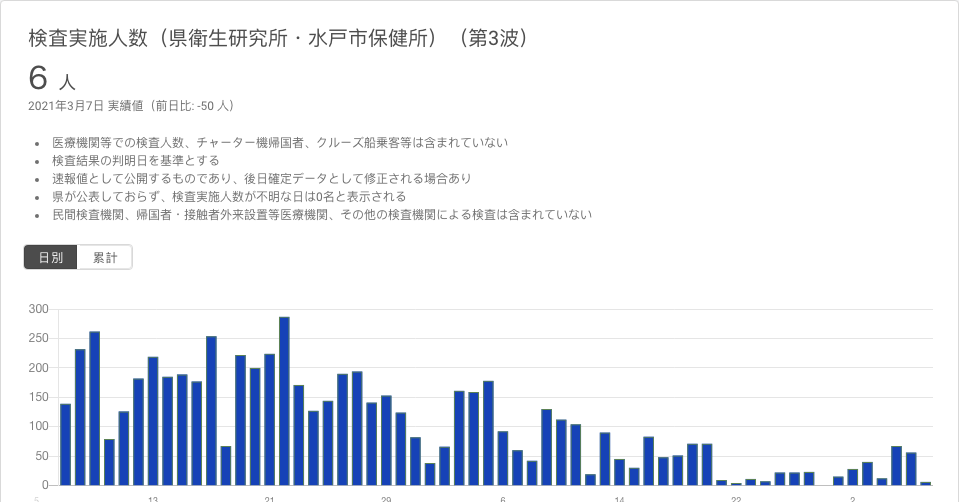 検査実施人数（県衛生研究所・水戸市保健所）（第3波）
6 人
2021年3月7日 実績値（前日比: -50 人）
医療機関等での検査人数、チャーター機帰国者、クルーズ船乗客等は含まれていない
検査結果の判明日を基準とする
速報値として公開するものであり、後日確定データとして修正される場合あり
県が公表しておらず、検査実施人数が不明な日は0名と表示される
民間検査機関、帰国者・接触者外来設置等医療機関、その他の検査機関による検査は含まれていない
日別 累計
300
250
200
150
100
50
0
5 13 21 29 6 14 22 2